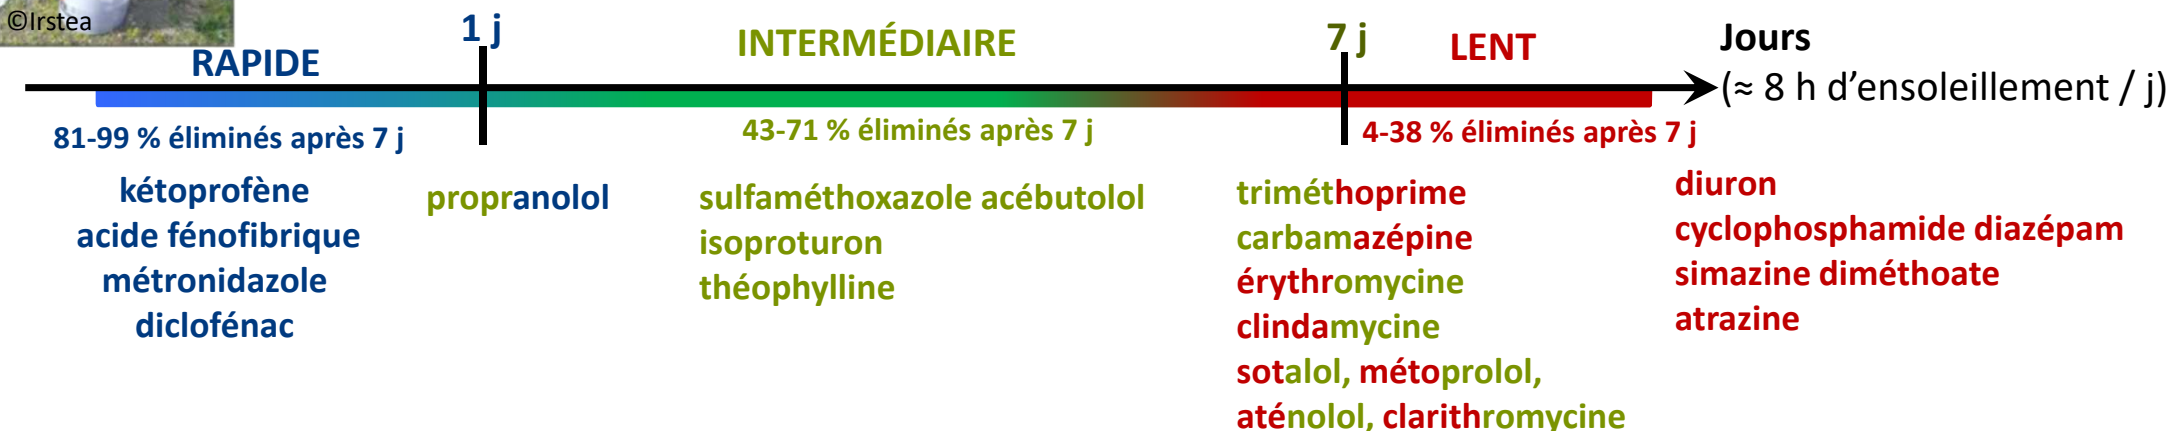 ©Irstea
1 j
INTERMÉDIAIRE
7 j
LENT
Jours
RAPIDE
(≈ 8 h d’ensoleillement / j)
81-99 % éliminés après 7 j
43-71 % éliminés après 7 j
4-38 % éliminés après 7 j
kétoprofène
acide fénofibrique
métronidazole
diclofénac
propranolol
sulfaméthoxazole acébutolol
isoproturon
théophylline
triméthoprime
carbamazépine
érythromycine
clindamycine
sotalol, métoprolol,
aténolol, clarithromycine
diuron
cyclophosphamide diazépam
simazine diméthoate
atrazine